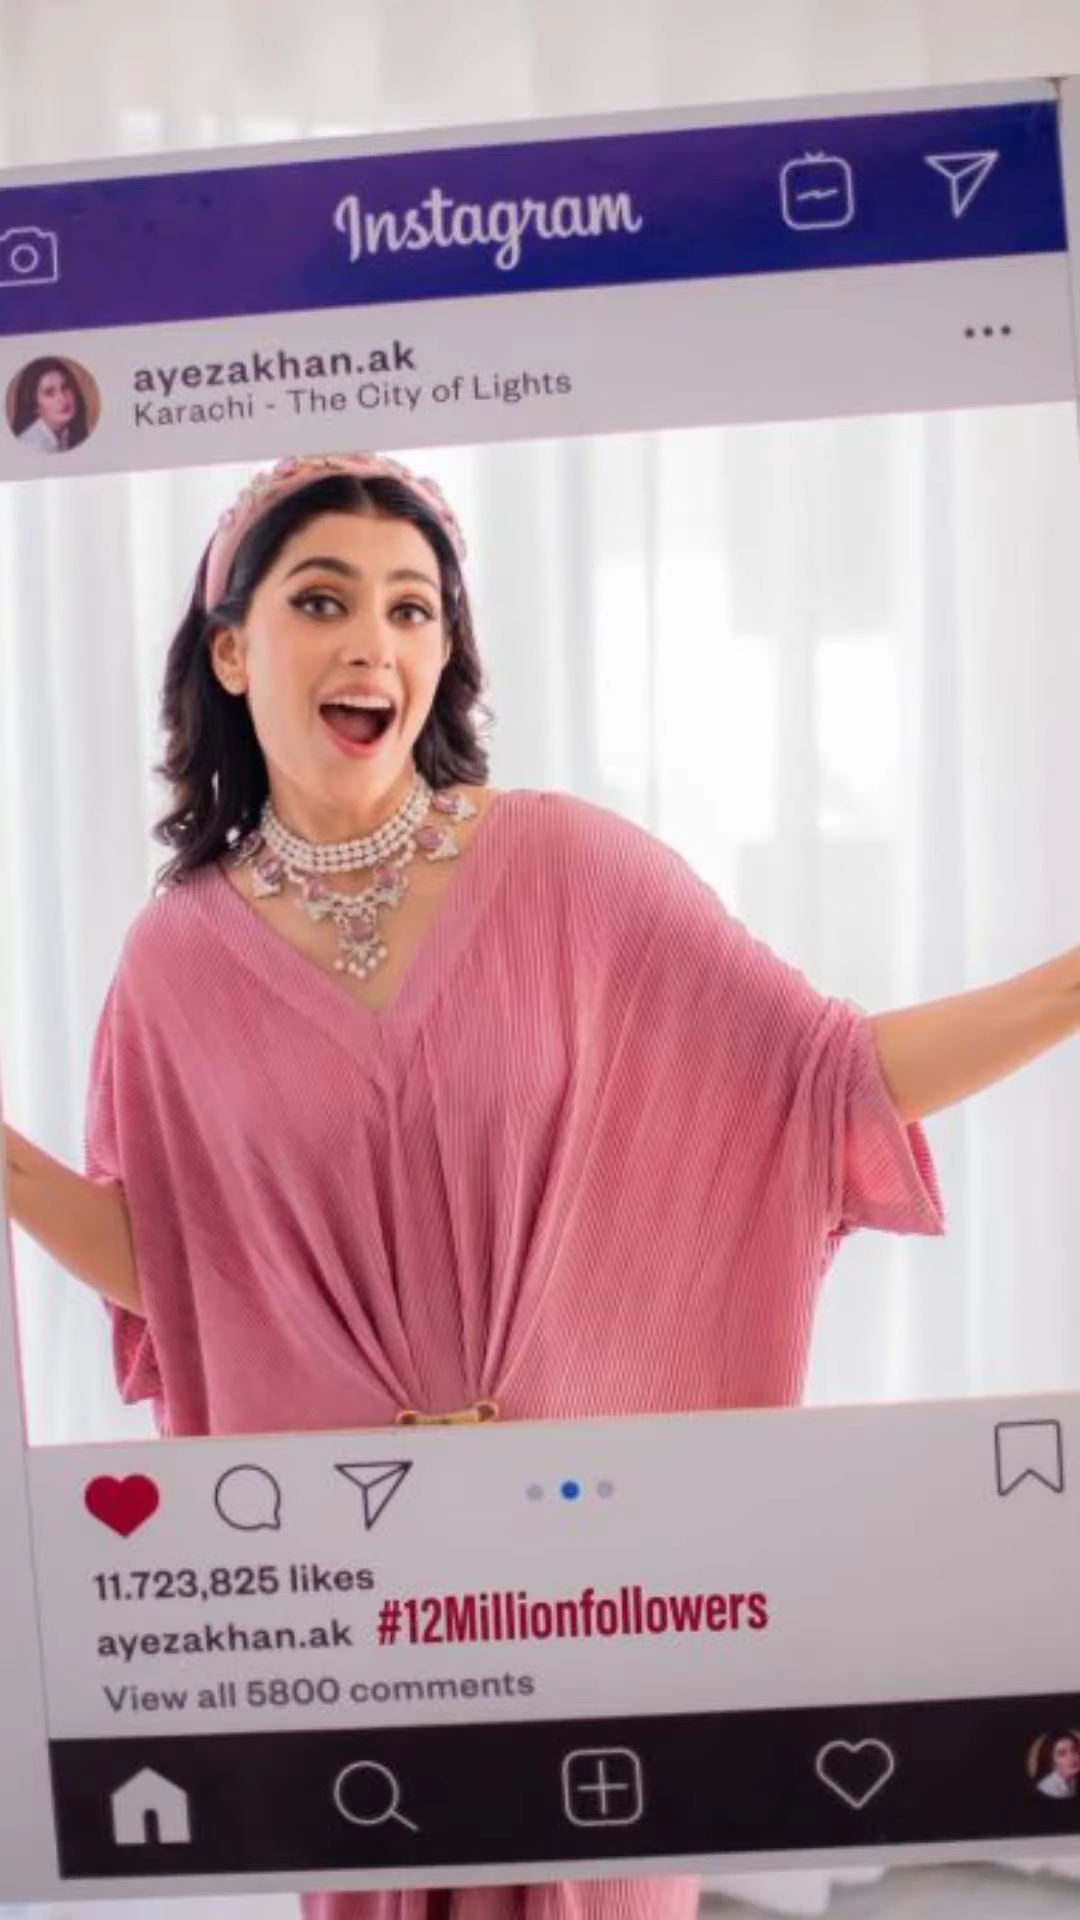 Instagram
ayezakhan.ak
Karachi - The City of Lights
11.723,825 likes
ayezakhan.ak #12Millionfollowers
View all 5800 comments